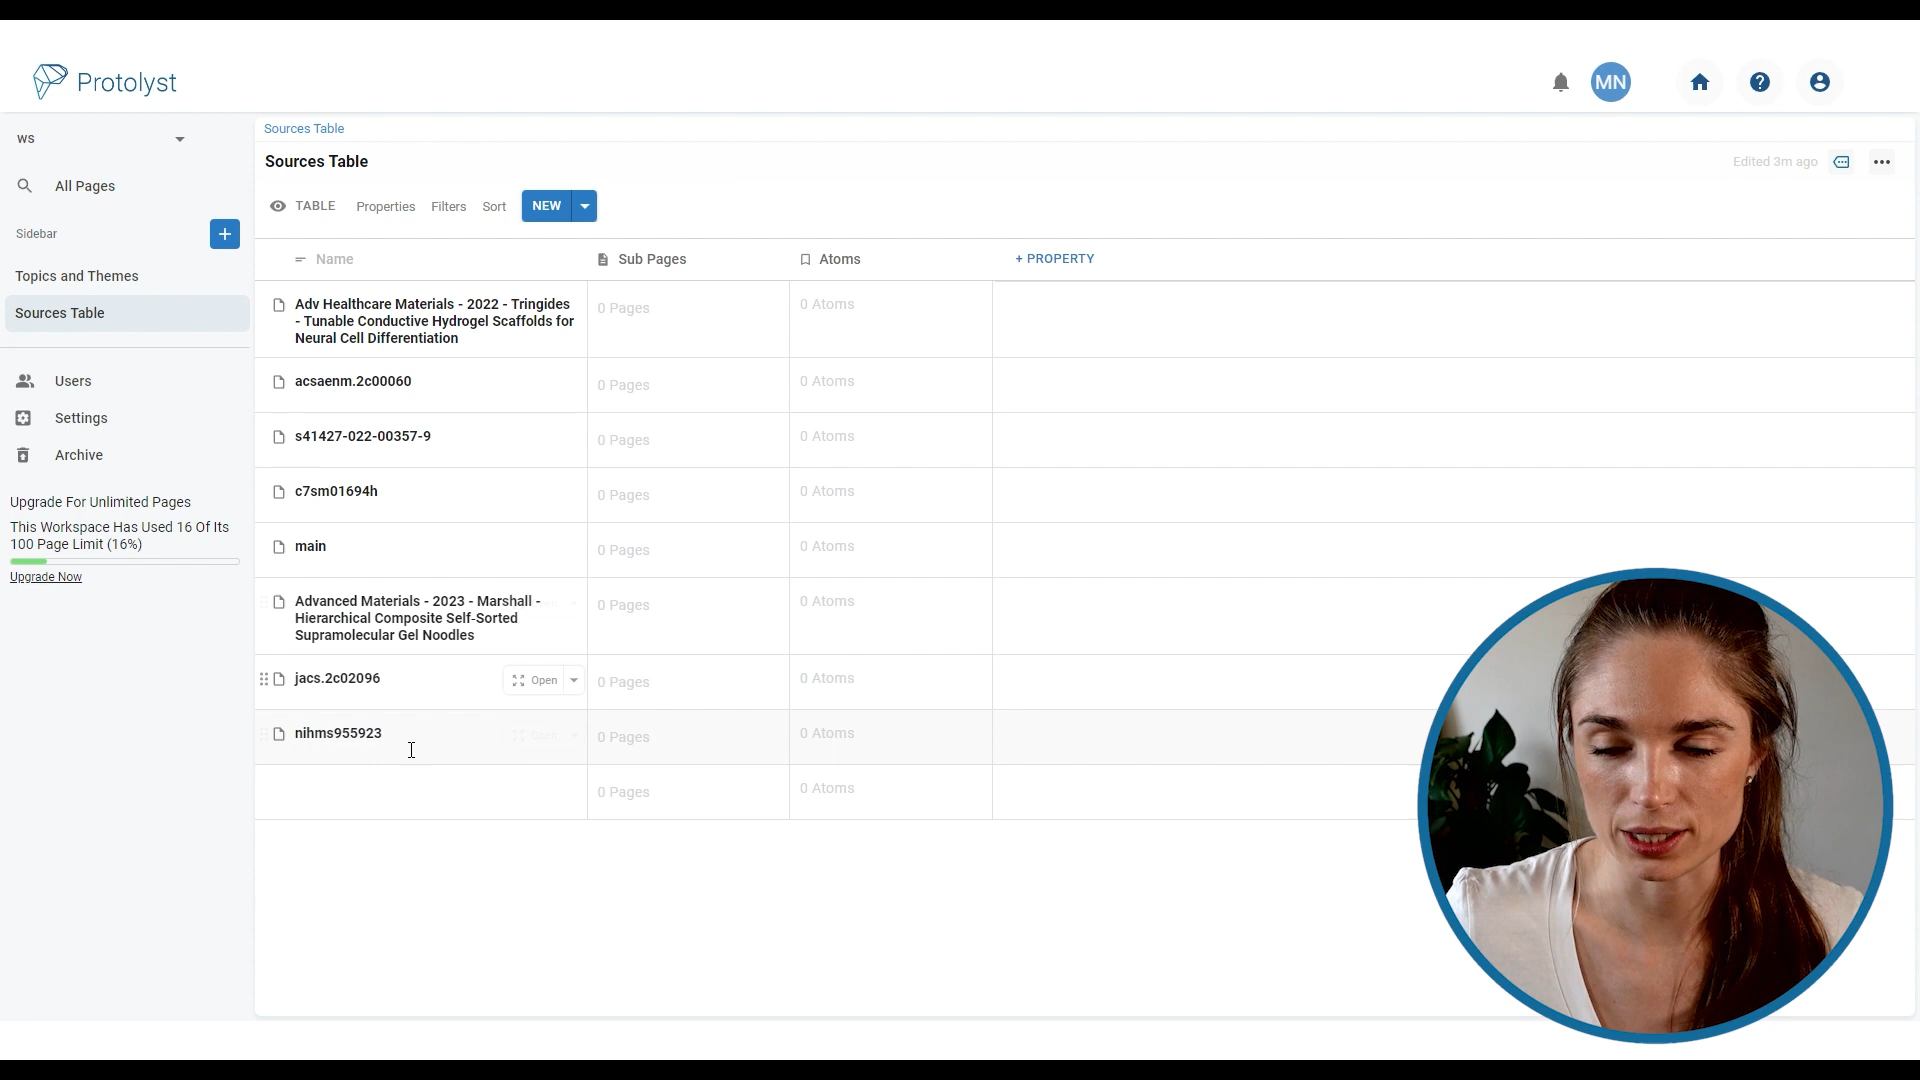 Protolyst
MN
WS
All Pages
Sidebar
Topics and Themes
Sources Table
Users
Settings
Archive
Upgrade For Unlimited Pages
This Workspace Has Used 16 Of Its
100 Page Limit (16%)
Upgrade Now
Sources Table
Sources Table
Edited 3m ago
TABLE Properties Filters Sort NEW
Name Sub Pages Atoms + PROPERTY
Adv Healthcare Materials - 2022 - Tringides
- Tunable Conductive Hydrogel Scaffolds for
Neural Cell Differentiation
0 Pages 0 Atoms
acsaenm.2c00060 0 Pages 0 Atoms
s41427-022-00357-9 0 Pages 0 Atoms
c7sm01694h 0 Pages 0 Atoms
main 0 Pages 0 Atoms
Advanced Materials - 2023 - Marshall -
Hierarchical Composite Self-Sorted
Supramolecular Gel Noodles
0 Pages 0 Atoms
jacs.2c02096 Open 0 Pages 0 Atoms
nihms955923 Open 0 Pages 0 Atoms
0 Pages 0 Atoms